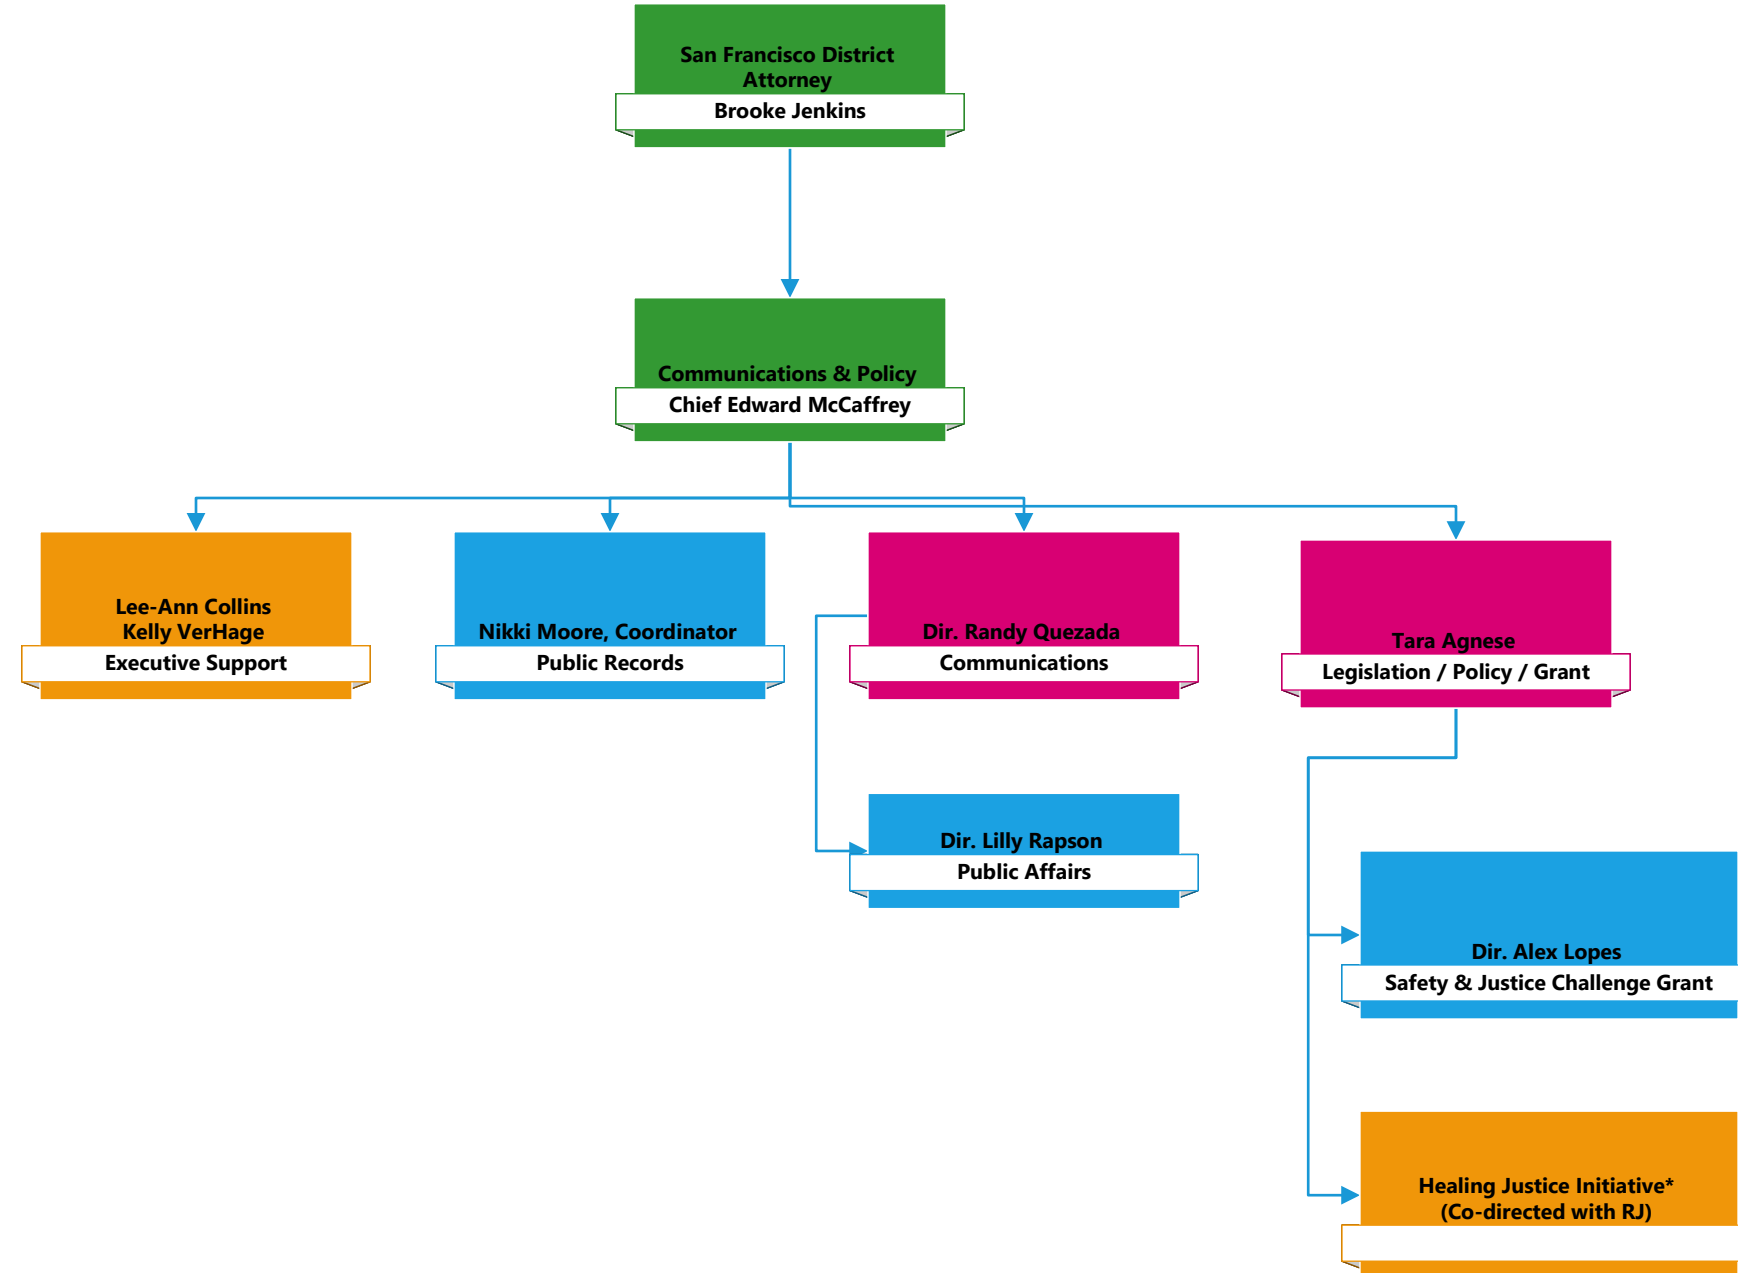 San Francisco District
Attorney
Brooke Jenkins
Communications & Policy
Chief Edward McCaffrey
Lee-Ann Collins
Kelly VerHage
Executive Support
Nikki Moore, Coordinator
Public Records
Dir. Randy Quezada
Communications
Tara Agnese
Legislation / Policy / Grant
Dir. Lilly Rapson
Public Affairs
Dir. Alex Lopes
Safety & Justice Challenge Grant
Healing Justice Initiative*
(Co-directed with RJ)